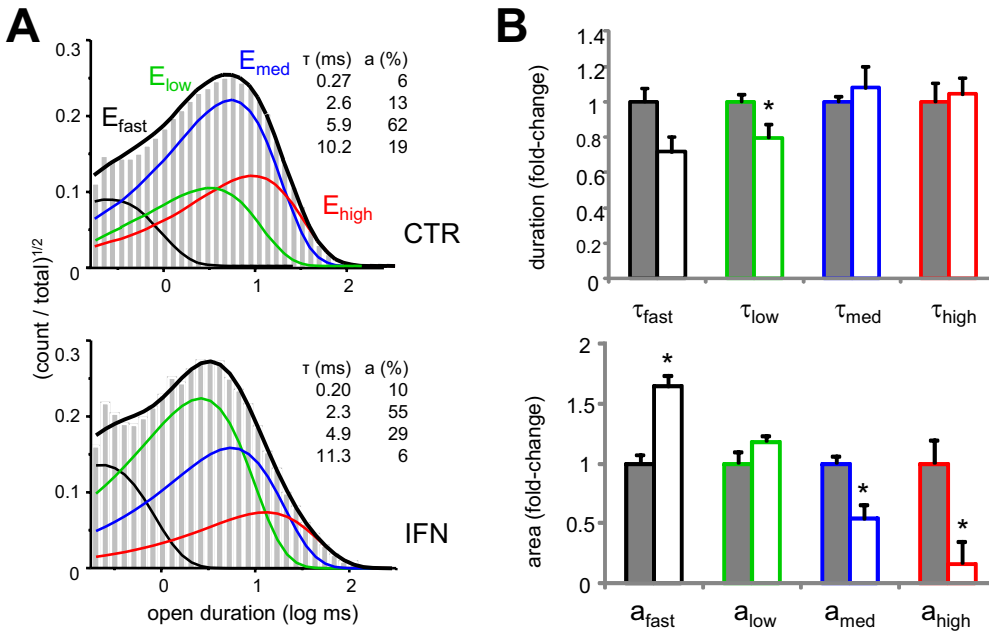 A
0.3
0.2
0.1
0
E_fast
E_low
E_med
E_high
τ (ms) a (%)
0.27 6
2.6 13
5.9 62
10.2 19
CTR
0 1 2
(count / total)^1/2
0.3
0.2
0.1
0
τ (ms) a (%)
0.20 10
2.3 55
4.9 29
11.3 6
IFN
0 1 2
open duration (log ms)
B
duration (fold-change)
1.4
1.2
1
0.8
0.6
0.4
0.2
0
*
τ_fast τ_low τ_med τ_high
area (fold-change)
2
1.5
1
0.5
0
*
*
*
a_fast a_low a_med a_high